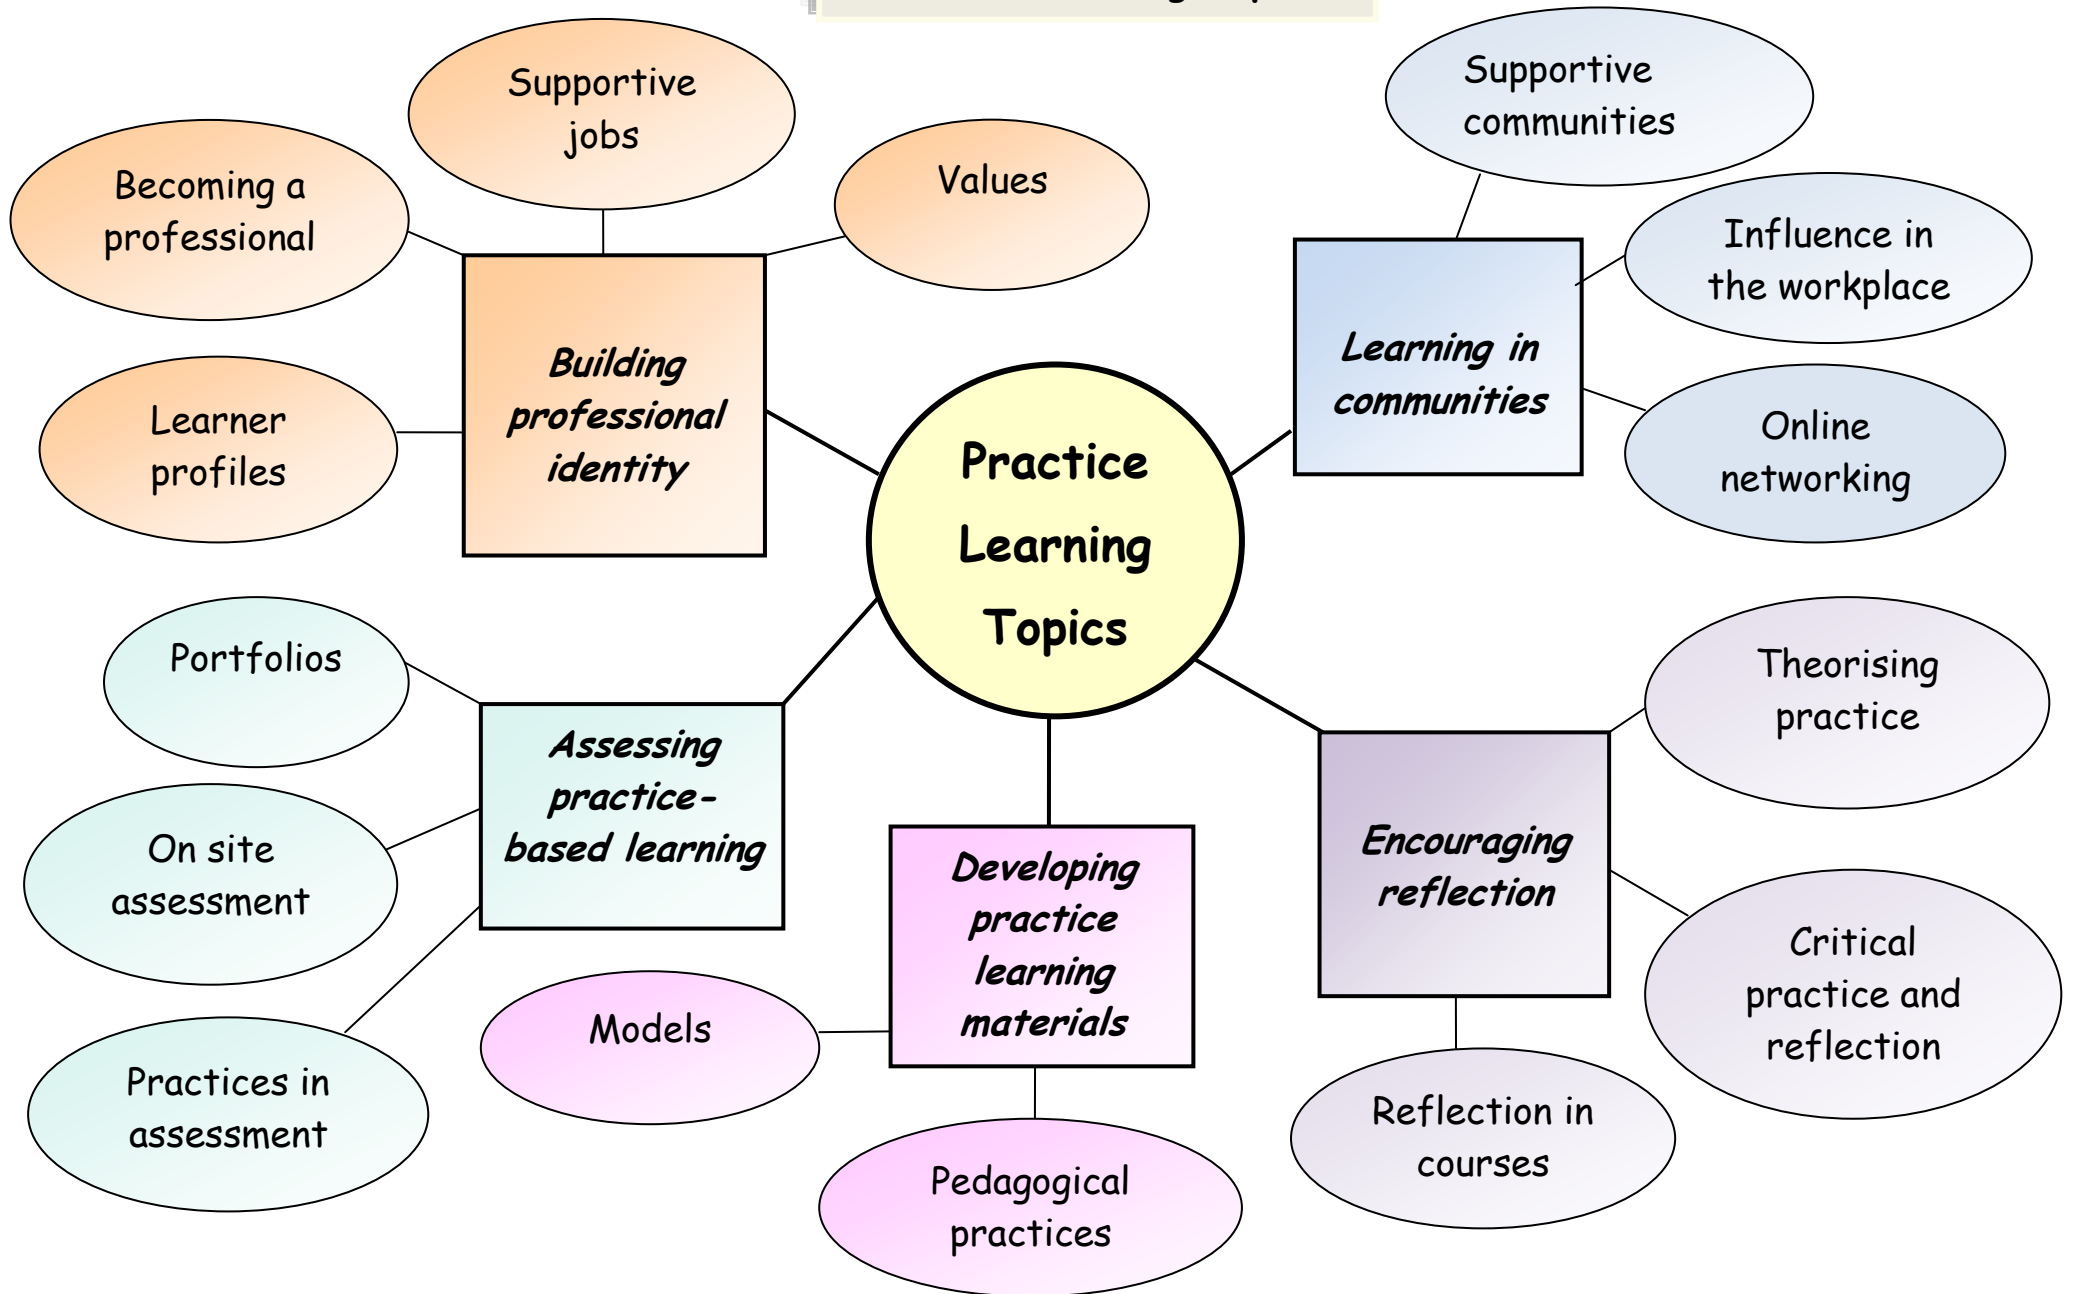 Supportive
jobs
Becoming a
professional
Values
Learner
profiles
Building
professional
identity
Supportive
communities
Influence in
the workplace
Online
networking
Learning in
communities
Practice
Learning
Topics
Portfolios
On site
assessment
Practices in
assessment
Assessing
practice-
based learning
Models
Developing
practice
learning
materials
Pedagogical
practices
Encouraging
reflection
Theorising
practice
Critical
practice and
reflection
Reflection in
courses